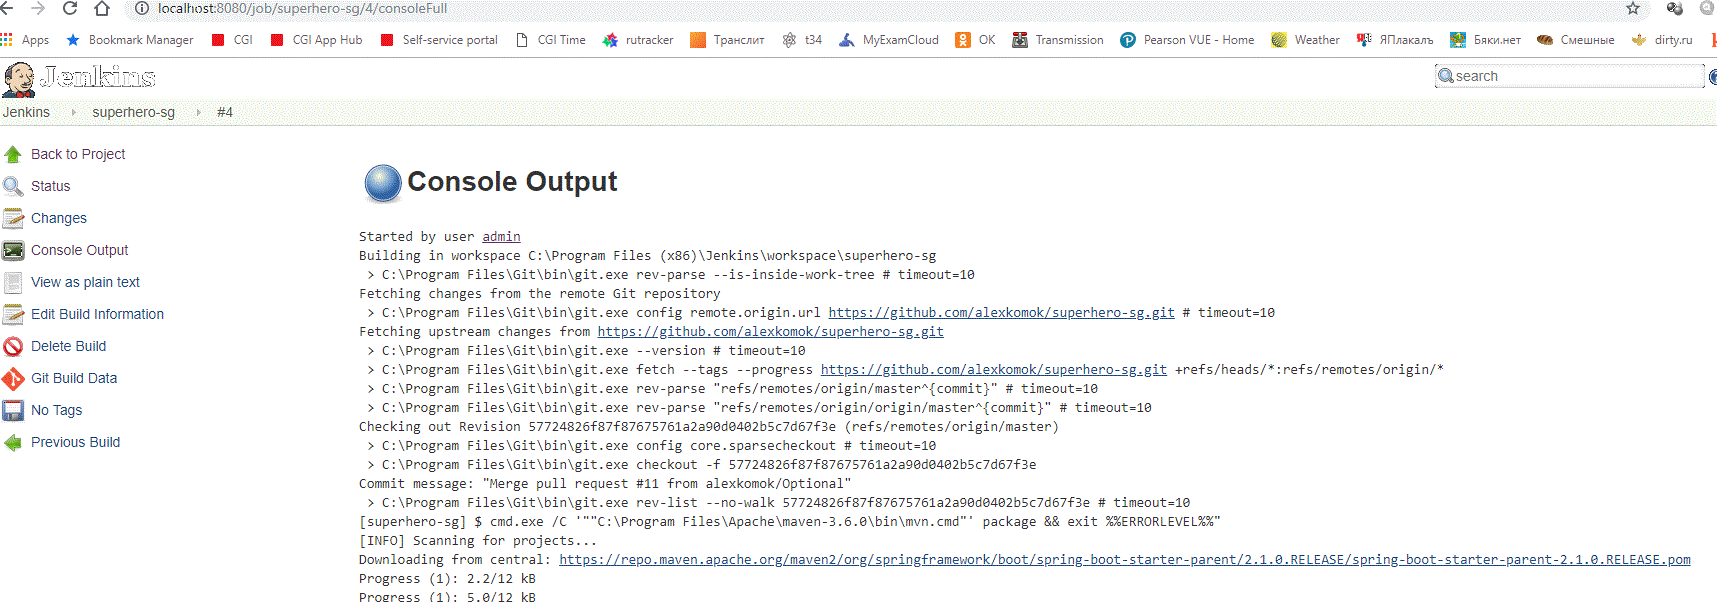 localhost:8080/job/superhero-sg/4/consoleFull
Apps Bookmark Manager CGI CGI App Hub Self-service portal CGI Time rutracker Транслит t34 MyExamCloud OK Transmission Pearson VUE - Home Weather ЯПлакалъ Бяки.нет Смешные dirty.ru
Jenkins search
Jenkins superhero-sg #4
Back to Project
Status
Changes
Console Output
View as plain text
Edit Build Information
Delete Build
Git Build Data
No Tags
Previous Build
Console Output
Started by user admin
Building in workspace C:\Program Files (x86)\Jenkins\workspace\superhero-sg
> C:\Program Files\Git\bin\git.exe rev-parse --is-inside-work-tree # timeout=10
Fetching changes from the remote Git repository
> C:\Program Files\Git\bin\git.exe config remote.origin.url https://github.com/alexkomok/superhero-sg.git # timeout=10
Fetching upstream changes from https://github.com/alexkomok/superhero-sg.git
> C:\Program Files\Git\bin\git.exe --version # timeout=10
> C:\Program Files\Git\bin\git.exe fetch --tags --progress https://github.com/alexkomok/superhero-sg.git +refs/heads/*:refs/remotes/origin/*
> C:\Program Files\Git\bin\git.exe rev-parse "refs/remotes/origin/master^{commit}" # timeout=10
> C:\Program Files\Git\bin\git.exe rev-parse "refs/remotes/origin/origin/master^{commit}" # timeout=10
Checking out Revision 57724826f87f87675761a2a90d0402b5c7d67f3e (refs/remotes/origin/master)
> C:\Program Files\Git\bin\git.exe config core.sparsecheckout # timeout=10
> C:\Program Files\Git\bin\git.exe checkout -f 57724826f87f87675761a2a90d0402b5c7d67f3e
Commit message: "Merge pull request #11 from alexkomok/Optional"
> C:\Program Files\Git\bin\git.exe rev-list --no-walk 57724826f87f87675761a2a90d0402b5c7d67f3e # timeout=10
[superhero-sg] $ cmd.exe /C '""C:\Program Files\Apache\maven-3.6.0\bin\mvn.cmd"' package && exit %%ERRORLEVEL%%"
[INFO] Scanning for projects...
Downloading from central: https://repo.maven.apache.org/maven2/org/springframework/boot/spring-boot-starter-parent/2.1.0.RELEASE/spring-boot-starter-parent-2.1.0.RELEASE.pom
Progress (1): 2.2/12 kB
Progress (1): 5.0/12 kB